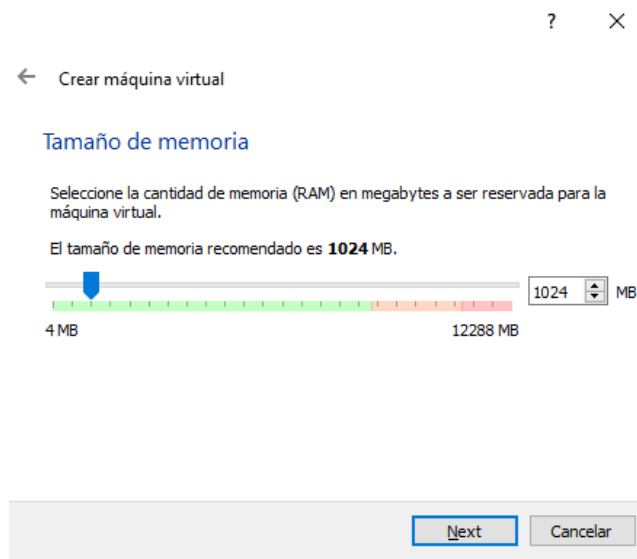 ?
Crear máquina virtual
Tamaño de memoria
Seleccione la cantidad de memoria (RAM) en megabytes a ser reservada para la
máquina virtual.
El tamaño de memoria recomendado es 1024 MB.
1024 MB
4 MB 12288 MB
Next Cancelar